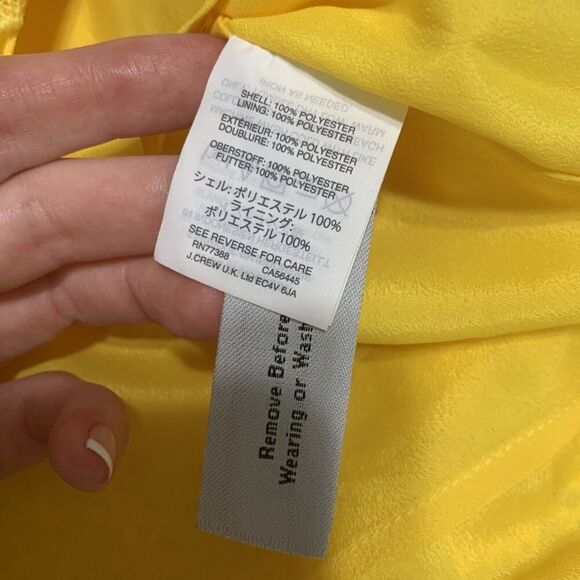 SHELL: 100% POLYESTER
LINING: 100% POLYESTER
EXTÉRIEUR: 100% POLYESTER
DOUBLURE: 100% POLYESTER
OBERSTOFF: 100% POLYESTER
FUTTER: 100% POLYESTER
シェル: ポリエステル 100%
ライニング:
ポリエステル 100%
SEE REVERSE FOR CARE
RN77388 CA56445
J.CREW U.K. Ltd EC4V 6JA
Remove Before
Wearing or Wash